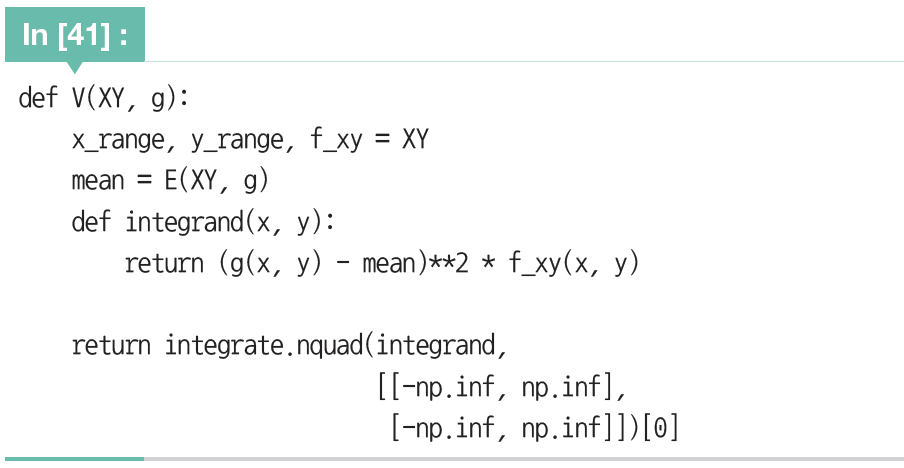 In [41] :
def V(XY, g):
    x_range, y_range, f_xy = XY
    mean = E(XY, g)
    def integrand(x, y):
        return (g(x, y) - mean)**2 * f_xy(x, y)
    return integrate.nquad(integrand,
                           [[-np.inf, np.inf],
                            [-np.inf, np.inf]])[0]